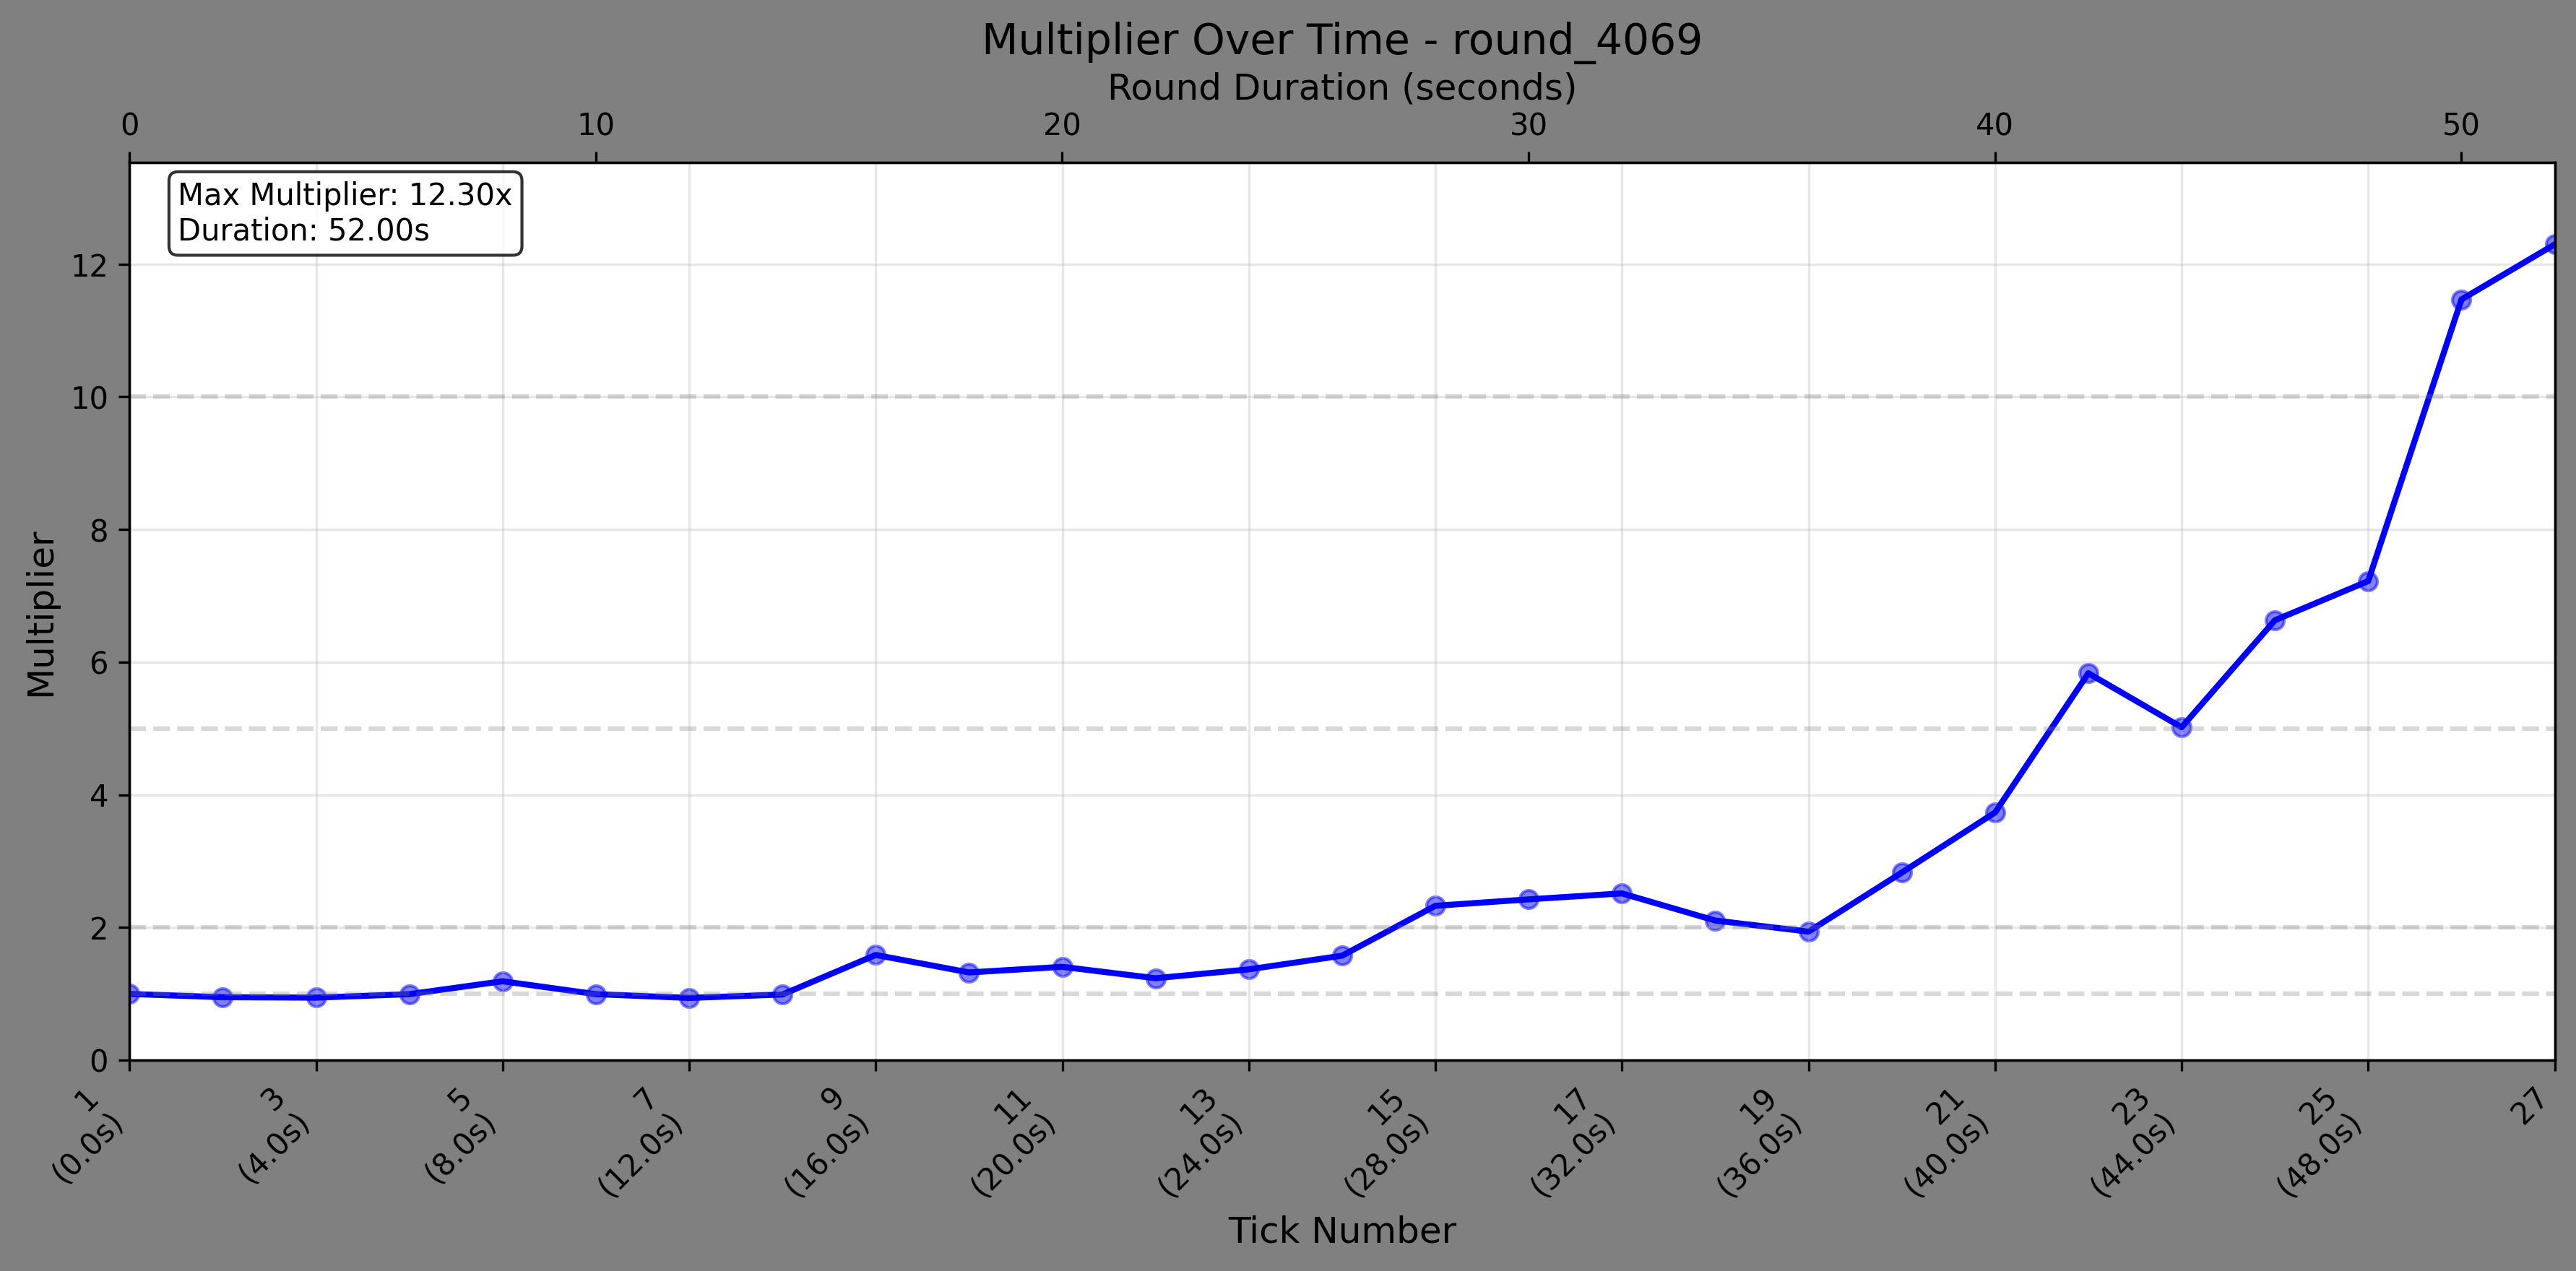 Multiplier Over Time - round_4069
Round Duration (seconds)
0 10 20 30 40 50
Max Multiplier: 12.30x
Duration: 52.00s
Multiplier
12
10
8
6
4
2
0
1
(0.0s)
3
(4.0s)
5
(8.0s)
7
(12.0s)
9
(16.0s)
11
(20.0s)
13
(24.0s)
15
(28.0s)
17
(32.0s)
19
(36.0s)
21
(40.0s)
23
(44.0s)
25
(48.0s)
27
Tick Number